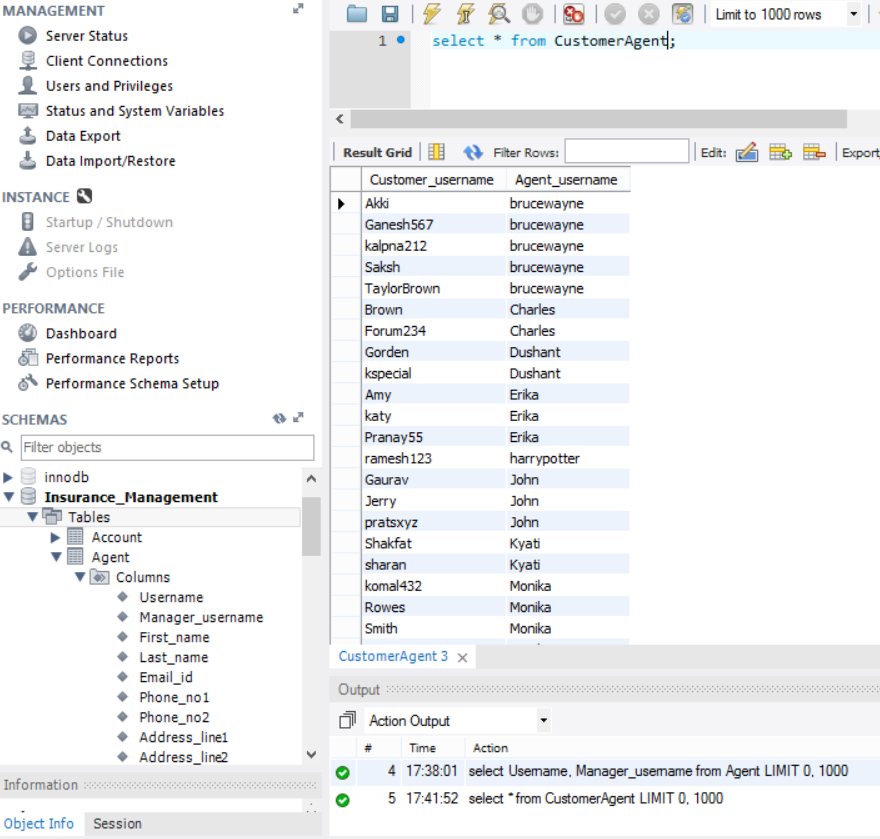 MANAGEMENT
Server Status
Client Connections
Users and Privileges
Status and System Variables
Data Export
Data Import/Restore
INSTANCE
Startup / Shutdown
Server Logs
Options File
PERFORMANCE
Dashboard
Performance Reports
Performance Schema Setup
SCHEMAS
Filter objects
innodb
Insurance_Management
Tables
Account
Agent
Columns
Username
Manager_username
First_name
Last_name
Email_id
Phone_no1
Phone_no2
Address_line1
Address_line2
Information
Object Info Session
Limit to 1000 rows
1 select * from CustomerAgent;
Result Grid Filter Rows: Edit: Export
Customer_username Agent_username
Akki brucewayne
Ganesh567 brucewayne
kalpna212 brucewayne
Saksh brucewayne
TaylorBrown brucewayne
Brown Charles
Forum234 Charles
Gorden Dushant
kspecial Dushant
Amy Erika
katy Erika
Pranay55 Erika
ramesh123 harrypotter
Gaurav John
Jerry John
pratsxyz John
Shakfat Kyati
sharan Kyati
komal432 Monika
Rowes Monika
Smith Monika
CustomerAgent 3
Output
Action Output
# Time Action
4 17:38:01 select Username, Manager_username from Agent LIMIT 0, 1000
5 17:41:52 select * from CustomerAgent LIMIT 0, 1000